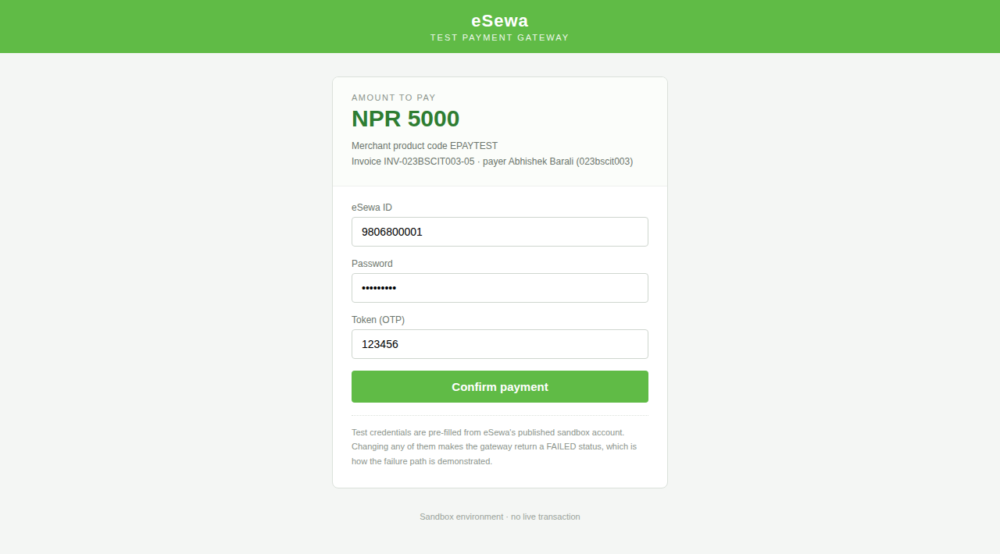 eSewa
TEST PAYMENT GATEWAY
AMOUNT TO PAY
NPR 5000
Merchant product code EPAYTEST
Invoice INV-023BSCIT003-05 · payer Abhishek Barali (023bscit003)
eSewa ID
9806800001
Password
•••••••••
Token (OTP)
123456
Confirm payment
Test credentials are pre-filled from eSewa's published sandbox account.
Changing any of them makes the gateway return a FAILED status, which is
how the failure path is demonstrated.
Sandbox environment · no live transaction